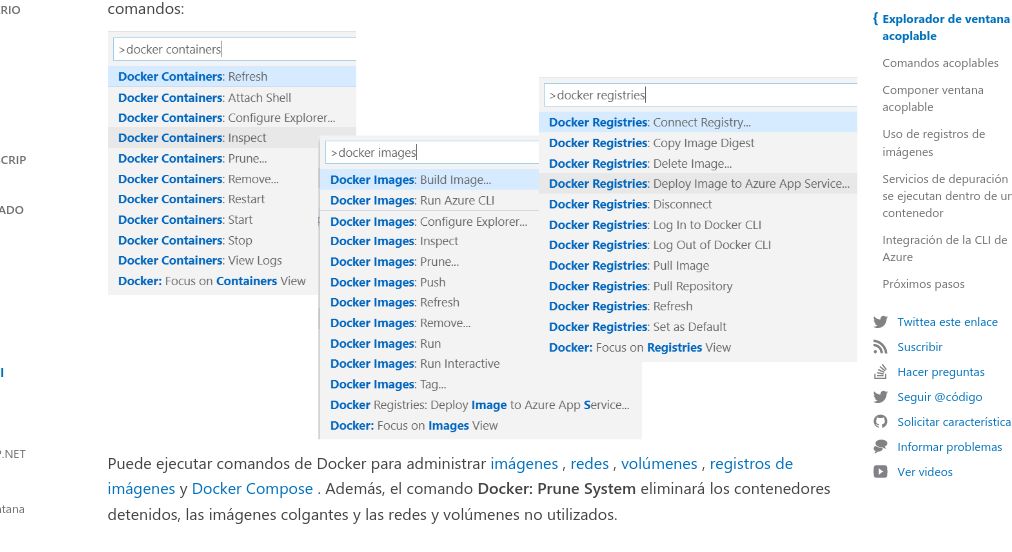 comandos:
>docker containers
Docker Containers: Refresh
Docker Containers: Attach Shell
Docker Containers: Configure Explorer...
Docker Containers: Inspect
Docker Containers: Prune...
Docker Containers: Remove...
Docker Containers: Restart
Docker Containers: Start
Docker Containers: Stop
Docker Containers: View Logs
Docker: Focus on Containers View
>docker images
Docker Images: Build Image...
Docker Images: Run Azure CLI
Docker Images: Configure Explorer...
Docker Images: Inspect
Docker Images: Prune...
Docker Images: Push
Docker Images: Refresh
Docker Images: Remove...
Docker Images: Run
Docker Images: Run Interactive
Docker Images: Tag...
Docker Registries: Deploy Image to Azure App Service...
Docker: Focus on Images View
>docker registries
Docker Registries: Connect Registry...
Docker Registries: Copy Image Digest
Docker Registries: Delete Image...
Docker Registries: Deploy Image to Azure App Service...
Docker Registries: Disconnect
Docker Registries: Log In to Docker CLI
Docker Registries: Log Out of Docker CLI
Docker Registries: Pull Image
Docker Registries: Pull Repository
Docker Registries: Refresh
Docker Registries: Set as Default
Docker: Focus on Registries View
Puede ejecutar comandos de Docker para administrar imágenes , redes , volúmenes , registros de
imágenes y Docker Compose . Además, el comando Docker: Prune System eliminará los contenedores
detenidos, las imágenes colgantes y las redes y volúmenes no utilizados.
Explorador de ventana
acoplable
Comandos acoplables
Componer ventana
acoplable
Uso de registros de
imágenes
Servicios de depuración
que se ejecutan dentro de un
contenedor
Integración de la CLI de
Azure
Próximos pasos
Twittea este enlace
Suscribir
Hacer preguntas
Seguir @código
Solicitar característica
Informar problemas
Ver videos
RIO
CRIP
ADO
I
P.NET
ntana